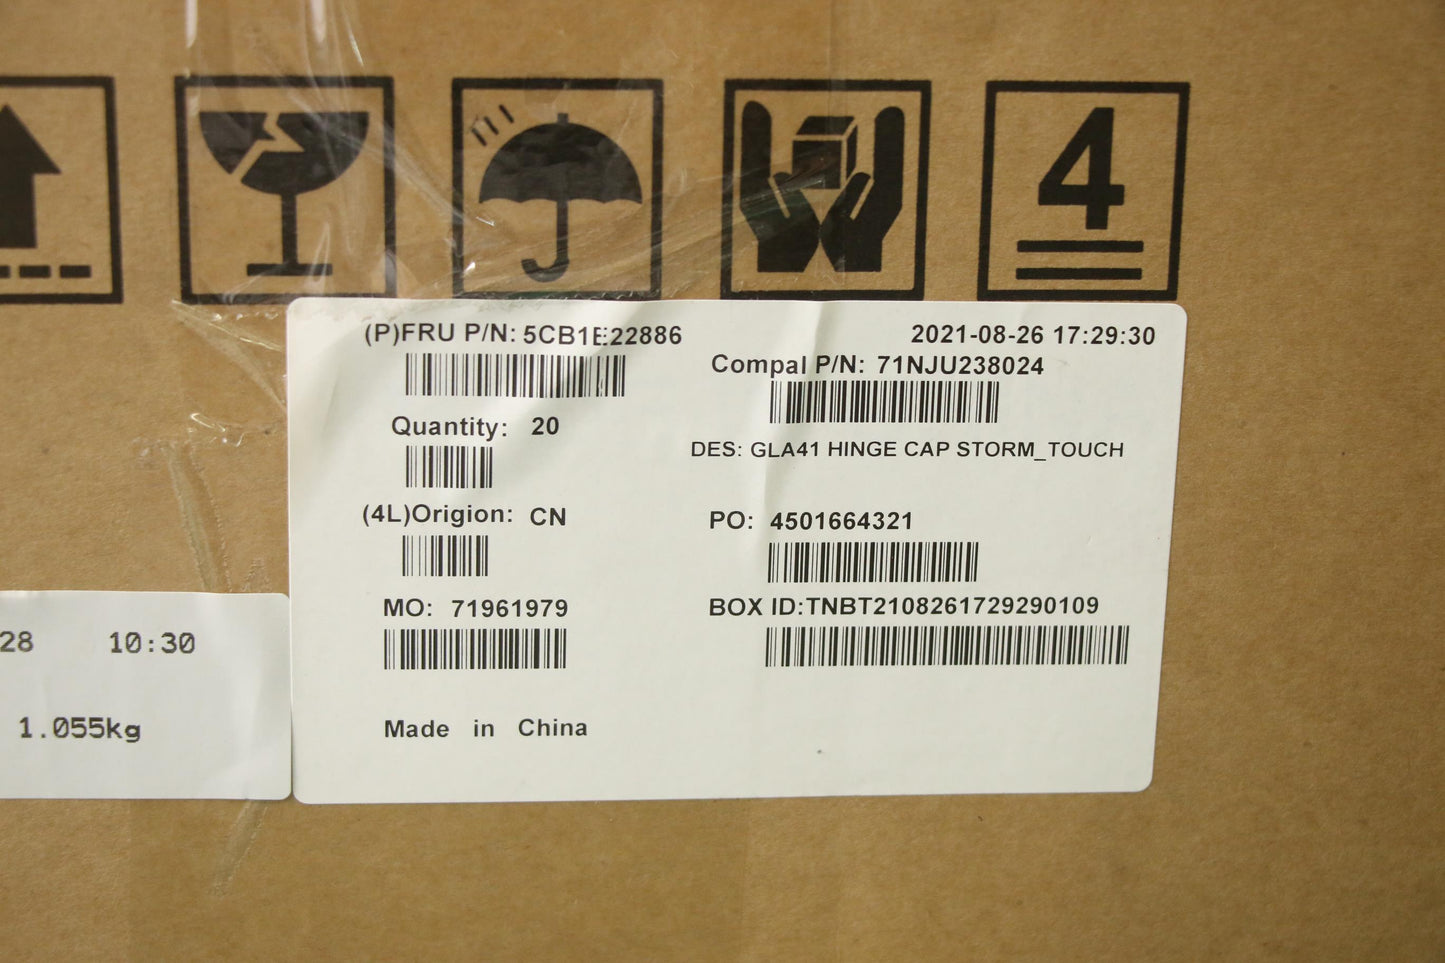 4
(P)FRU P/N: 5CB1E22886
2021-08-26 17:29:30
Compal P/N: 71NJU238024
Quantity: 20
DES: GLA41 HINGE CAP STORM_TOUCH
(4L)Origion: CN
PO: 4501664321
MO: 71961979
BOX ID:TNBT2108261729290109
Made in China
28 10:30
1.055kg